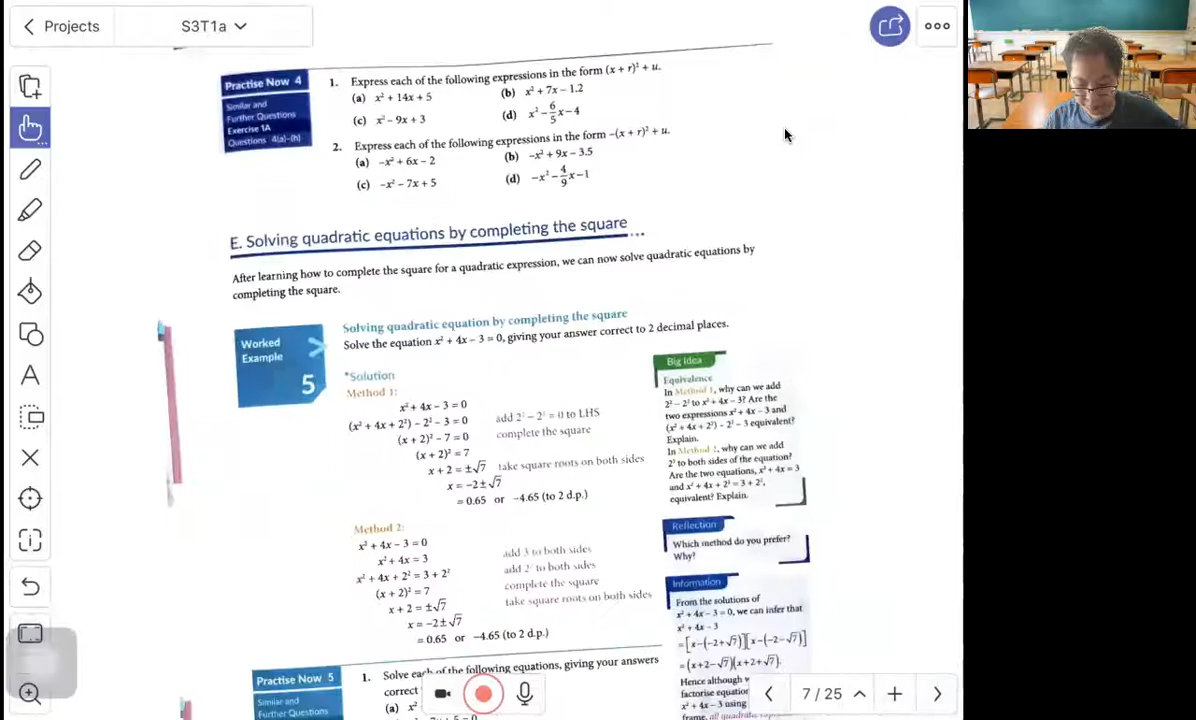 Projects
S3T1a
Practise Now 4
Similar and
Further Questions
Exercise 1A
Questions 4(a)–(h)
1. Express each of the following expressions in the form (x + r)² + u.
(a) x² + 14x + 5 (b) x² + 7x – 1.2
(c) x² – 9x + 3 (d) x² – 6/5 x – 4
2. Express each of the following expressions in the form –(x + r)² + u.
(a) –x² + 6x – 2 (b) –x² + 9x – 3.5
(c) –x² – 7x + 5 (d) –x² – 4/9 x – 1
E. Solving quadratic equations by completing the square
After learning how to complete the square for a quadratic expression, we can now solve quadratic equations by
completing the square.
Worked
Example
5
Solving quadratic equation by completing the square
Solve the equation x² + 4x – 3 = 0, giving your answer correct to 2 decimal places.
*Solution
Method 1:
x² + 4x – 3 = 0
(x² + 4x + 2²) – 2² – 3 = 0 add 2² – 2² = 0 to LHS
(x + 2)² – 7 = 0 complete the square
(x + 2)² = 7
x + 2 = ±√7 take square roots on both sides
x = –2 ± √7
= 0.65 or –4.65 (to 2 d.p.)
Method 2:
x² + 4x – 3 = 0
x² + 4x = 3 add 3 to both sides
x² + 4x + 2² = 3 + 2² add 2² to both sides
(x + 2)² = 7 complete the square
x + 2 = ±√7 take square roots on both sides
x = –2 ± √7
= 0.65 or –4.65 (to 2 d.p.)
Big Idea
Equivalence
In Method 1, why can we add
2² – 2² to x² + 4x – 3? Are the
two expressions x² + 4x – 3 and
(x² + 4x + 2²) – 2² – 3 equivalent?
Explain.
In Method 2, why can we add
2² to both sides of the equation?
Are the two equations, x² + 4x = 3
and x² + 4x + 2² = 3 + 2²,
equivalent? Explain.
Reflection
Which method do you prefer?
Why?
Information
From the solutions of
x² + 4x – 3 = 0, we can infer that
x² + 4x – 3
= [x – (–2 + √7)][x – (–2 – √7)]
= (x + 2 – √7)(x + 2 + √7).
Hence although
factorise equation
x² + 4x – 3 using
frame, all quadratic
Practise Now 5
Similar and
Further Questions
1. Solve each of the following equations, giving your answers
correct
(a) x²
7 / 25